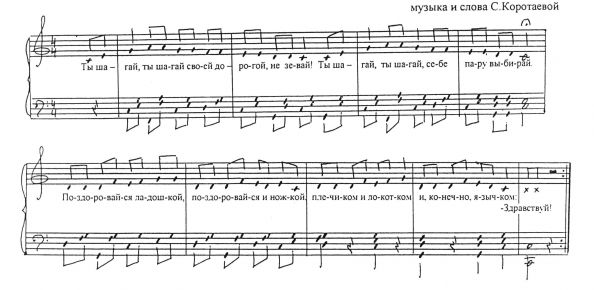 музыка и слова С.Коротаевой
Ты ша – гай, ты ша-гай сво-ей до – ро-гой, не зе-вай! Ты ша – гай, ты ша-гай, се-бе па-ру вы-би-рай.
По-здо-ро-вай-ся ла-дош-кой, по-здо-ро-вай-ся и нож-кой, пле-чи-ком и ло-кот-ком и, ко-неч-но, я-зыч-ком:
-Здравствуй!